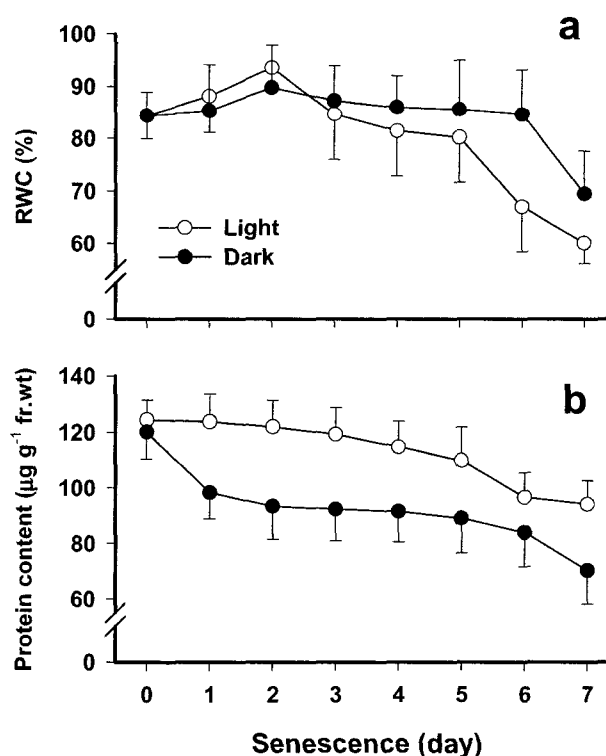 a
100
90
80
70
60
0
RWC (%)
Light
Dark
b
140
120
100
80
60
0
Protein content (µg g⁻¹ fr.wt)
0 1 2 3 4 5 6 7
Senescence (day)